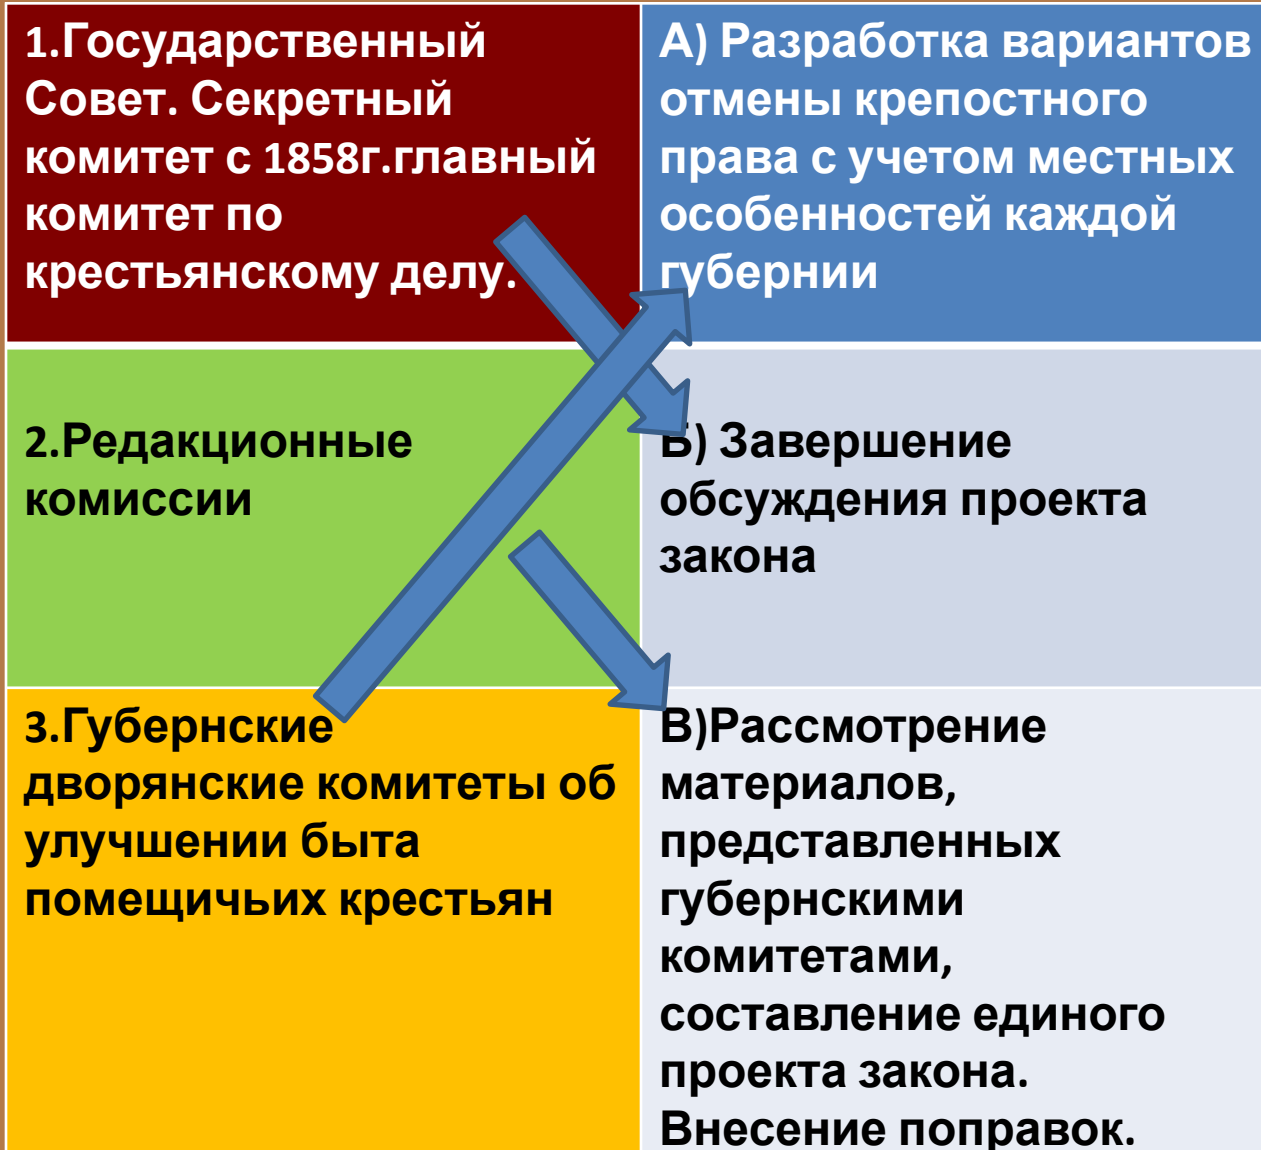 1.Государственный
Совет. Секретный
комитет с 1858г.главный
комитет по
крестьянскому делу.
А) Разработка вариантов
отмены крепостного
права с учетом местных
особенностей каждой
губернии
2.Редакционные
комиссии
Б) Завершение
обсуждения проекта
закона
3.Губернские
дворянские комитеты об
улучшении быта
помещичьих крестьян
В)Рассмотрение
материалов,
представленных
губернскими
комитетами,
составление единого
проекта закона.
Внесение поправок.